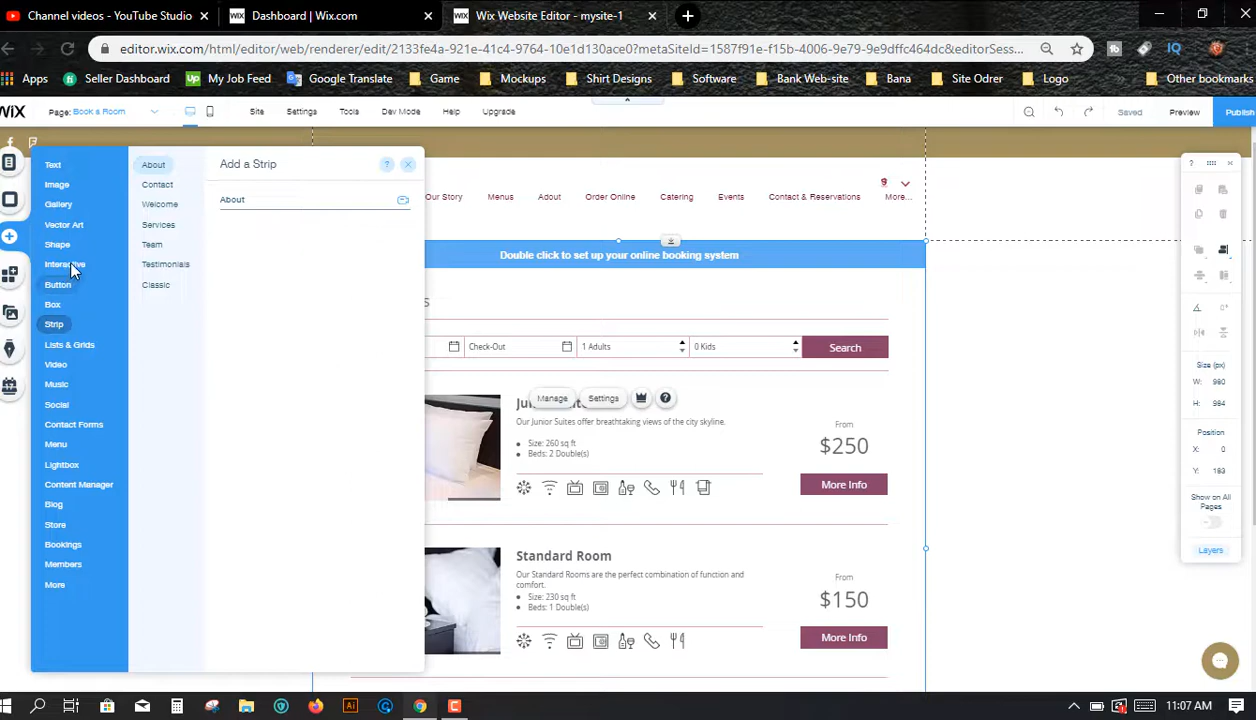 Channel videos - YouTube Studio
Dashboard | Wix.com
Wix Website Editor - mysite-1
editor.wix.com/html/editor/web/renderer/edit/2133fe4a-921e-41c4-9764-10e1d130ace0?metaSiteId=1587f91e-f15b-4006-9e79-9e9dffc464dc&editorSess...
Apps
Seller Dashboard
My Job Feed
Google Translate
Game
Mockups
Shirt Designs
Software
Bank Web-site
Bana
Site Odrer
Logo
Other bookmarks
WIX
Page: Book a Room
Site
Settings
Tools
Dev Mode
Help
Upgrade
Saved
Preview
Publish
Text
Image
Gallery
Vector Art
Shape
Interactive
Button
Box
Strip
Lists & Grids
Video
Music
Social
Contact Forms
Menu
Lightbox
Content Manager
Blog
Store
Bookings
Members
More
About
Contact
Welcome
Services
Team
Testimonials
Classic
Add a Strip
?
About
Our Story
Menus
About
Order Online
Catering
Events
Contact & Reservations
More...
Double click to set up your online booking system
S
Check-Out
1 Adults
0 Kids
Search
Manage
Settings
?
Our Junior Suites offer breathtaking views of the city skyline.
Size: 260 sq ft
Beds: 2 Double(s)
From
$250
More Info
Standard Room
Our Standard Rooms are the perfect combination of function and
comfort.
Size: 230 sq ft
Beds: 1 Double(s)
From
$150
More Info
?
Size (px)
W: 980
H: 984
Position
X: 0
Y: 163
Show on All
Pages
Layers
11:07 AM